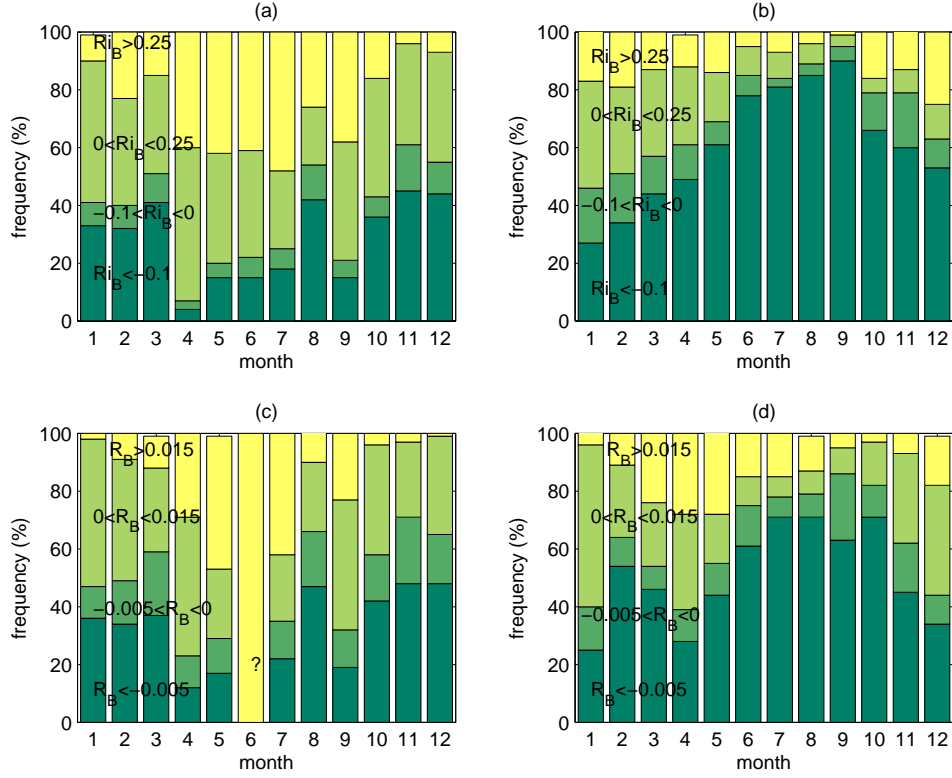 (a)
100
80
60
40
20
0
frequency (%)
Ri_B>0.25
0<Ri_B<0.25
−0.1<Ri_B<0
Ri_B<−0.1
1 2 3 4 5 6 7 8 9 10 11 12
month
(b)
100
80
60
40
20
0
frequency (%)
Ri_B>0.25
0<Ri_B<0.25
−0.1<Ri_B<0
Ri_B<−0.1
1 2 3 4 5 6 7 8 9 10 11 12
month
(c)
100
80
60
40
20
0
frequency (%)
R_B>0.015
0<R_B<0.015
−0.005<R_B<0
R_B<−0.005
?
1 2 3 4 5 6 7 8 9 10 11 12
month
(d)
100
80
60
40
20
0
frequency (%)
R_B>0.015
0<R_B<0.015
−0.005<R_B<0
R_B<−0.005
1 2 3 4 5 6 7 8 9 10 11 12
month